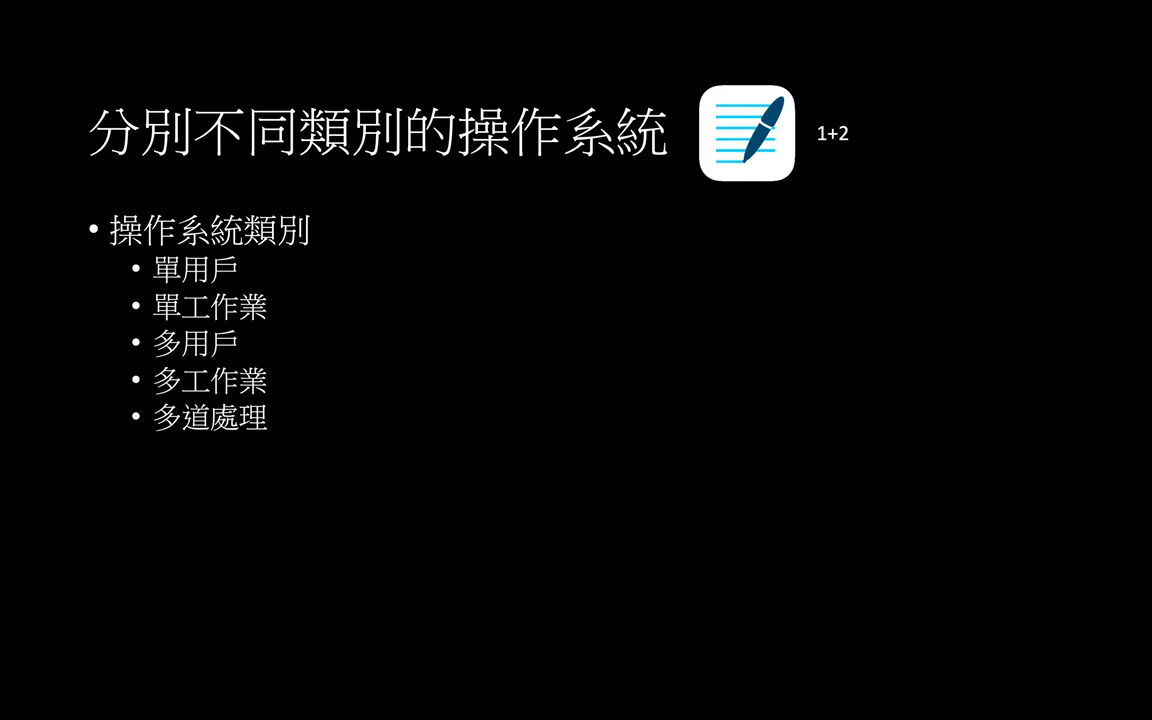 分別不同類別的操作系統
1+2
• 操作系統類別
• 單用戶
• 單工作業
• 多用戶
• 多工作業
• 多道處理